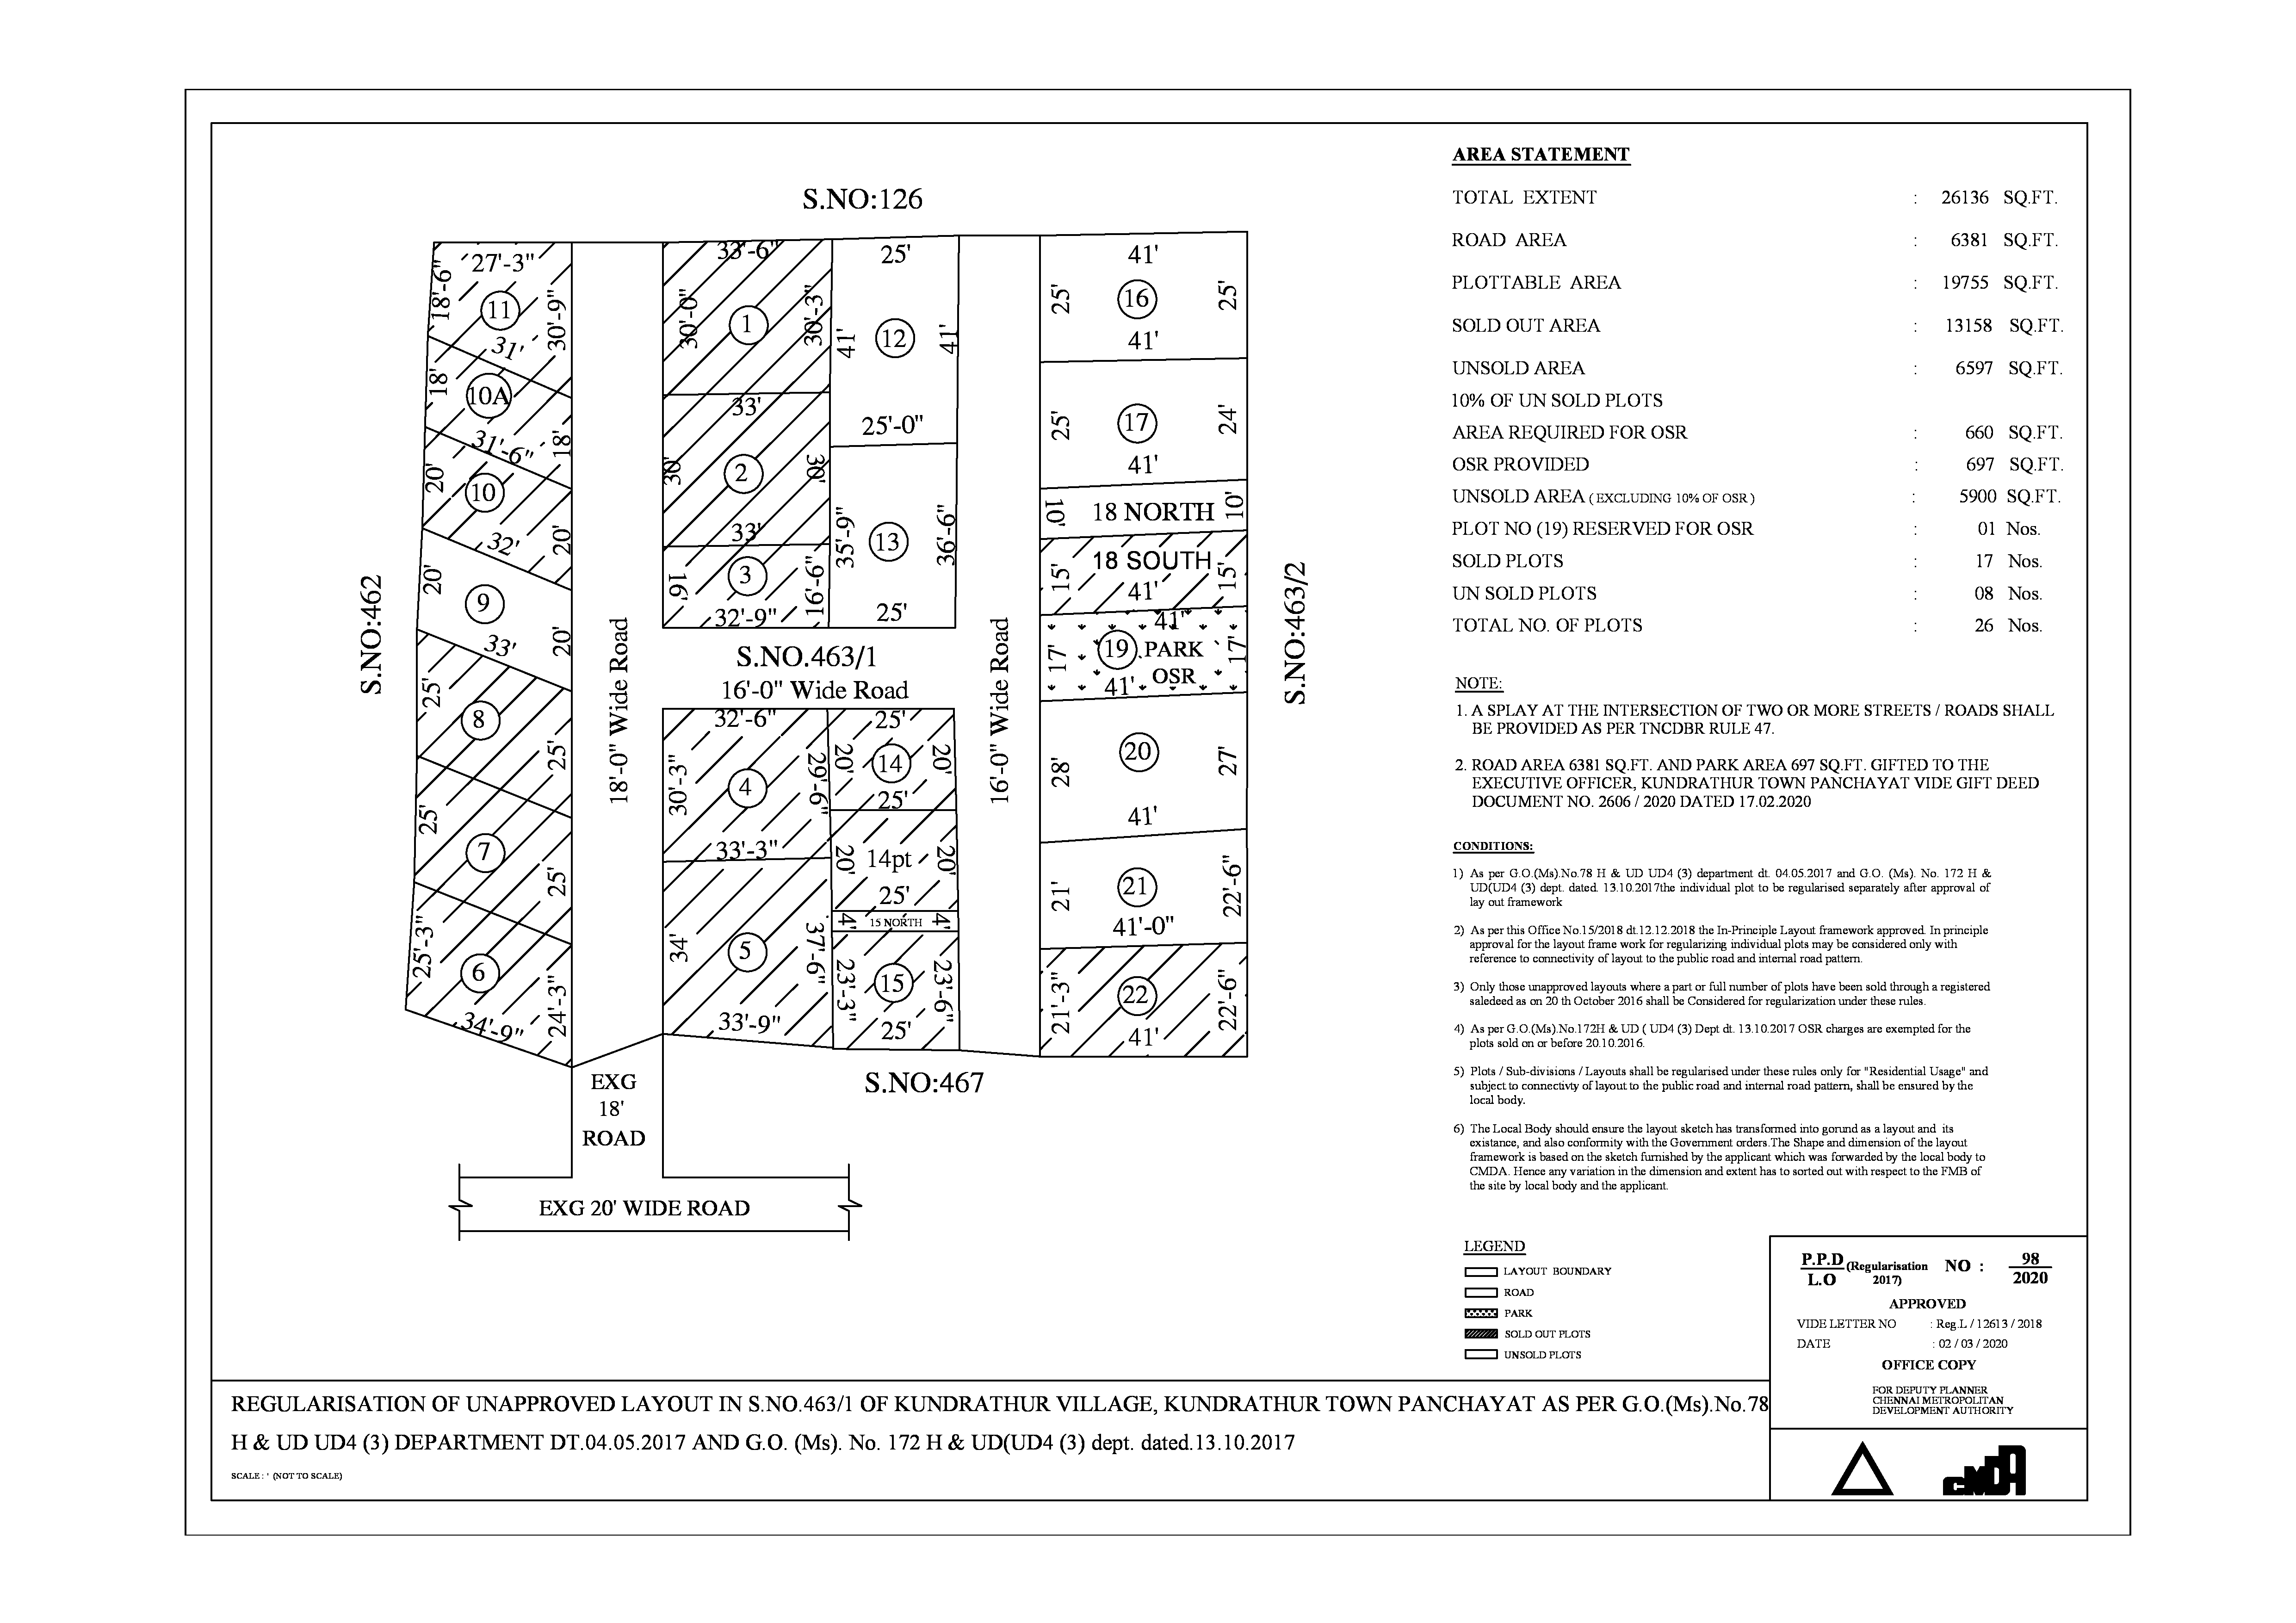 S.NO:126
27'-3"
18'-6"
11
30'-9"
31'
18'
10A
31'-6"
18'
20'
10
32'
20'
20'
9
33'
20'
25'
8
25'
25'
7
25'
25'-3"
6
34'-9"
24'-3"
S.NO:462
18'-0" Wide Road
33'-6"
30'-0"
1
30'-3"
33'
30'
2
30'
33'
16'
3
16'-6"
32'-9"
25'
41'
12
41'
25'-0"
35'-9"
13
36'-6"
25'
S.NO.463/1
16'-0" Wide Road
32'-6"
30'-3"
4
29'-6"
33'-3"
34'
5
37'-6"
33'-9"
25'
20'
14
20'
25'
20'
14pt
20'
25'
4'
15 NORTH
4'
23'-3"
15
23'-6"
25'
16'-0" Wide Road
41'
25'
16
25'
41'
25'
17
24'
41'
10'
18 NORTH
10'
18 SOUTH
15'
15'
41'
41'
17'
19
PARK
17'
OSR
41'
28'
20
27'
41'
21'
21
22'-6"
41'-0"
21'-3"
22
22'-6"
41'
S.NO:463/2
S.NO:467
EXG
18'
ROAD
EXG 20' WIDE ROAD
AREA STATEMENT
TOTAL EXTENT : 26136 SQ.FT.
ROAD AREA : 6381 SQ.FT.
PLOTTABLE AREA : 19755 SQ.FT.
SOLD OUT AREA : 13158 SQ.FT.
UNSOLD AREA : 6597 SQ.FT.
10% OF UN SOLD PLOTS
AREA REQUIRED FOR OSR : 660 SQ.FT.
OSR PROVIDED : 697 SQ.FT.
UNSOLD AREA ( EXCLUDING 10% OF OSR ) : 5900 SQ.FT.
PLOT NO (19) RESERVED FOR OSR : 01 Nos.
SOLD PLOTS : 17 Nos.
UN SOLD PLOTS : 08 Nos.
TOTAL NO. OF PLOTS : 26 Nos.
NOTE:
1. A SPLAY AT THE INTERSECTION OF TWO OR MORE STREETS / ROADS SHALL
BE PROVIDED AS PER TNCDBR RULE 47.
2. ROAD AREA 6381 SQ.FT. AND PARK AREA 697 SQ.FT. GIFTED TO THE
EXECUTIVE OFFICER, KUNDRATHUR TOWN PANCHAYAT VIDE GIFT DEED
DOCUMENT NO. 2606 / 2020 DATED 17.02.2020
CONDITIONS:
1) As per G.O.(Ms).No.78 H & UD UD4 (3) department dt. 04.05.2017 and G.O. (Ms). No. 172 H &
UD(UD4 (3) dept. dated. 13.10.2017the individual plot to be regularised separately after approval of
lay out framework
2) As per this Office No.15/2018 dt.12.12.2018 the In-Principle Layout framework approved. In principle
approval for the layout frame work for regularizing individual plots may be considered only with
reference to connectivity of layout to the public road and internal road pattern.
3) Only those unapproved layouts where a part or full number of plots have been sold through a registered
saledeed as on 20 th October 2016 shall be Considered for regularization under these rules.
4) As per G.O.(Ms).No.172H & UD ( UD4 (3) Dept dt. 13.10.2017 OSR charges are exempted for the
plots sold on or before 20.10.2016.
5) Plots / Sub-divisions / Layouts shall be regularised under these rules only for "Residential Usage" and
subject to connectivty of layout to the public road and internal road pattern, shall be ensured by the
local body.
6) The Local Body should ensure the layout sketch has transformed into gorund as a layout and its
existance, and also conformity with the Government orders.The Shape and dimension of the layout
framework is based on the sketch furnished by the applicant which was forwarded by the local body to
CMDA. Hence any variation in the dimension and extent has to sorted out with respect to the FMB of
the site by local body and the applicant.
LEGEND
LAYOUT BOUNDARY
ROAD
PARK
SOLD OUT PLOTS
UNSOLD PLOTS
P.P.D (Regularisation NO : 98
L.O 2017) 2020
APPROVED
VIDE LETTER NO : Reg.L / 12613 / 2018
DATE : 02 / 03 / 2020
OFFICE COPY
FOR DEPUTY PLANNER
CHENNAI METROPOLITAN
DEVELOPMENT AUTHORITY
CMDA
REGULARISATION OF UNAPPROVED LAYOUT IN S.NO.463/1 OF KUNDRATHUR VILLAGE, KUNDRATHUR TOWN PANCHAYAT AS PER G.O.(Ms).No.78
H & UD UD4 (3) DEPARTMENT DT.04.05.2017 AND G.O. (Ms). No. 172 H & UD(UD4 (3) dept. dated.13.10.2017
SCALE : ' (NOT TO SCALE)